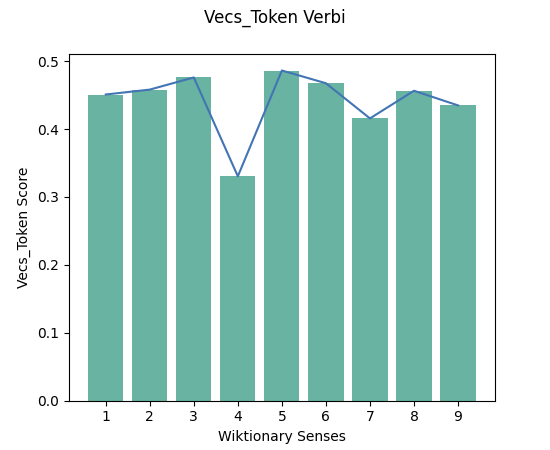 Vecs_Token Verbi
0.5
0.4
0.3
0.2
0.1
0.0
Vecs_Token Score
1 2 3 4 5 6 7 8 9
Wiktionary Senses